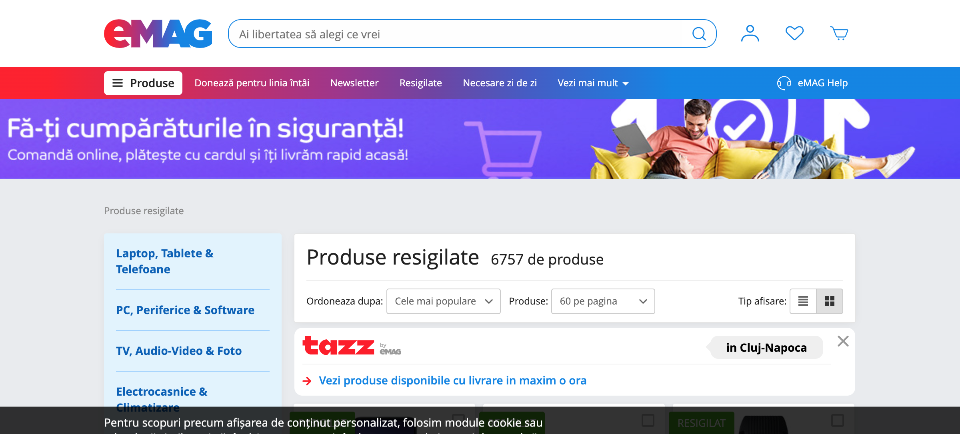 eMAG
Ai libertatea să alegi ce vrei
Produse
Donează pentru linia întâi
Newsletter
Resigilate
Necesare zi de zi
Vezi mai mult
eMAG Help
Fă-ți cumpărăturile în siguranță!
Comandă online, plătește cu cardul și îți livrăm rapid acasă!
Produse resigilate
Laptop, Tablete &
Telefoane
PC, Periferice & Software
TV, Audio-Video & Foto
Electrocasnice &
Climatizare
Produse resigilate 6757 de produse
Ordoneaza dupa: Cele mai populare Produse: 60 pe pagina Tip afisare:
tazz by eMAG
in Cluj-Napoca
Vezi produse disponibile cu livrare in maxim o ora
RESIGILAT
Pentru scopuri precum afișarea de conținut personalizat, folosim module cookie sau